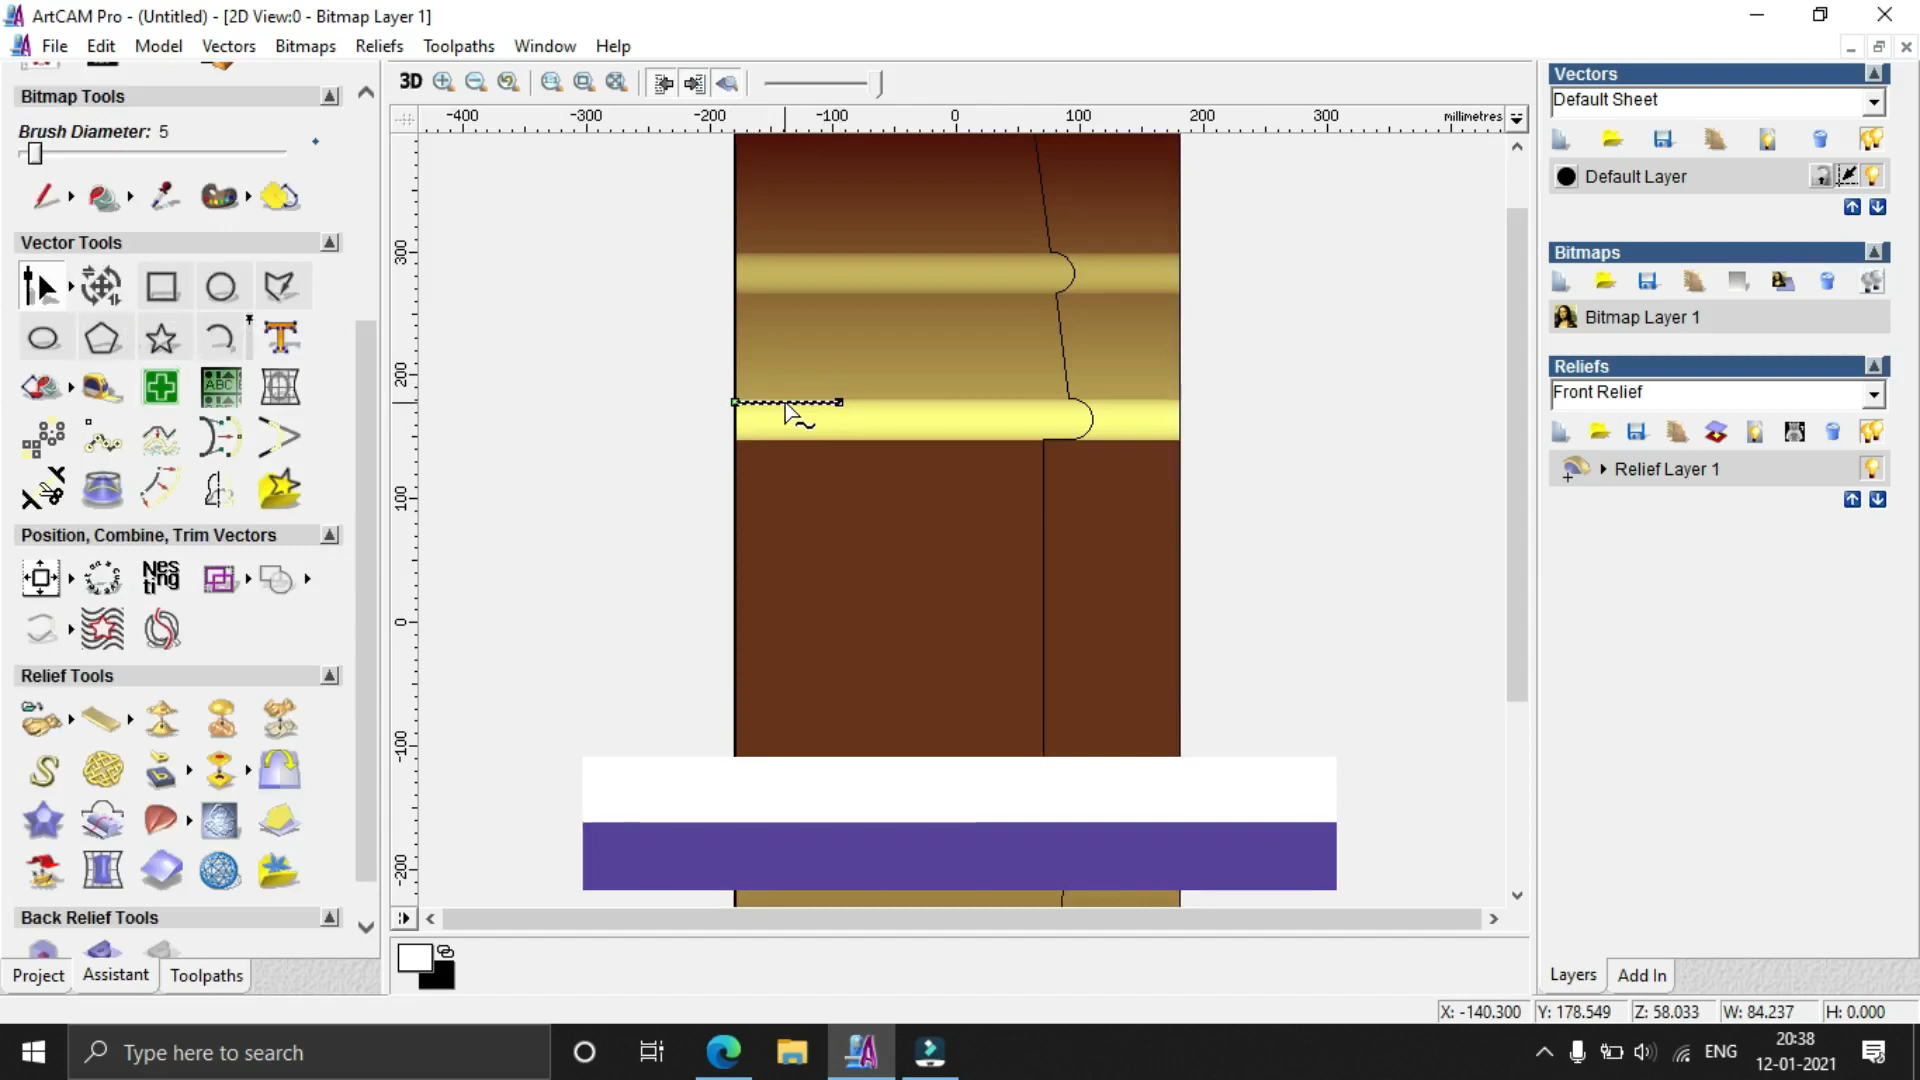 ArtCAM Pro - (Untitled) - [2D View:0 - Bitmap Layer 1]
File Edit Model Vectors Bitmaps Reliefs Toolpaths Window Help
Bitmap Tools
Brush Diameter: 5
Vector Tools
ABC
ABC
Position, Combine, Trim Vectors
Nes
ting
Relief Tools
Back Relief Tools
Project Assistant Toolpaths
3D
-400 -300 -200 -100 0 100 200 300 millimetres
300
200
100
0
-100
-200
Vectors
Default Sheet
Default Layer
Bitmaps
Bitmap Layer 1
Reliefs
Front Relief
Relief Layer 1
Layers Add In
X: -140.300 Y: 178.549 Z: 58.033 W: 84.237 H: 0.000
Type here to search
ENG
20:38
12-01-2021